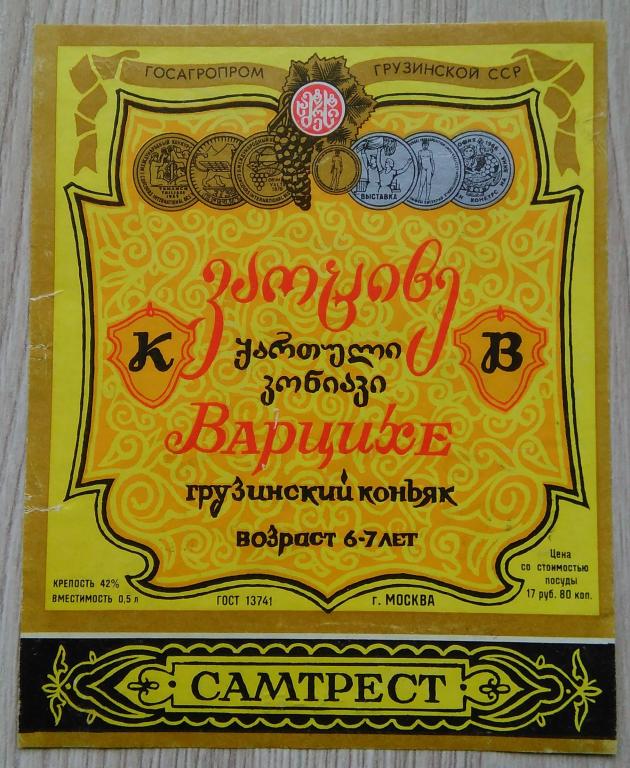 ГОСАГРОПРОМ ГРУЗИНСКОЙ ССР
ВЫСТАВКА
ვარციხე
К В
ქართული
კონიაკი
ВАРЦИХЕ
грузинский коньяк
возраст 6-7 лет
КРЕПОСТЬ 42%
ВМЕСТИМОСТЬ 0,5 л
ГОСТ 13741
г. МОСКВА
Цена
со стоимостью
посуды
17 руб. 80 коп.
· САМТРЕСТ ·